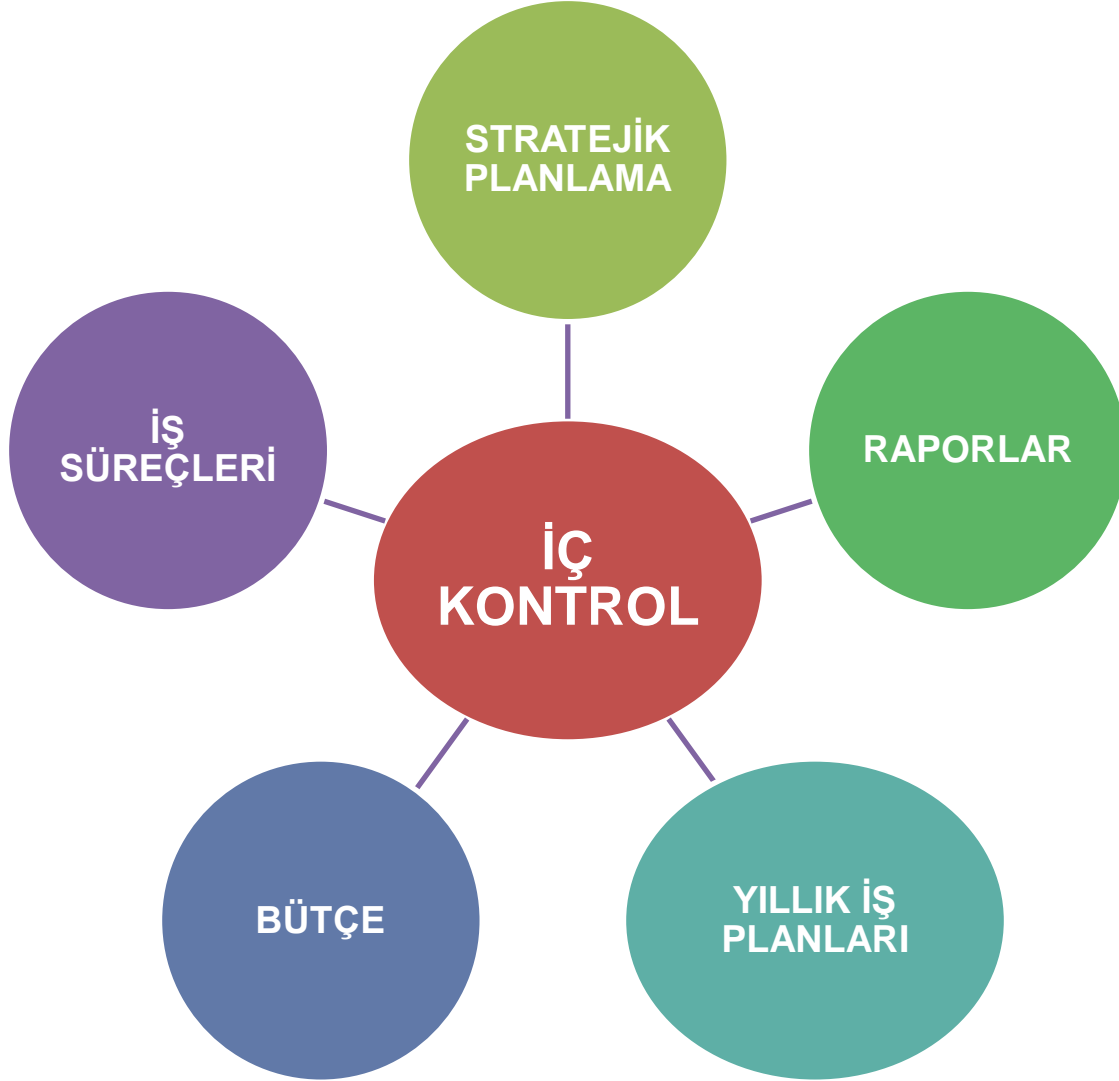 STRATEJİK
PLANLAMA
RAPORLAR
YILLIK İŞ
PLANLARI
BÜTÇE
İŞ
SÜREÇLERİ
İÇ
KONTROL